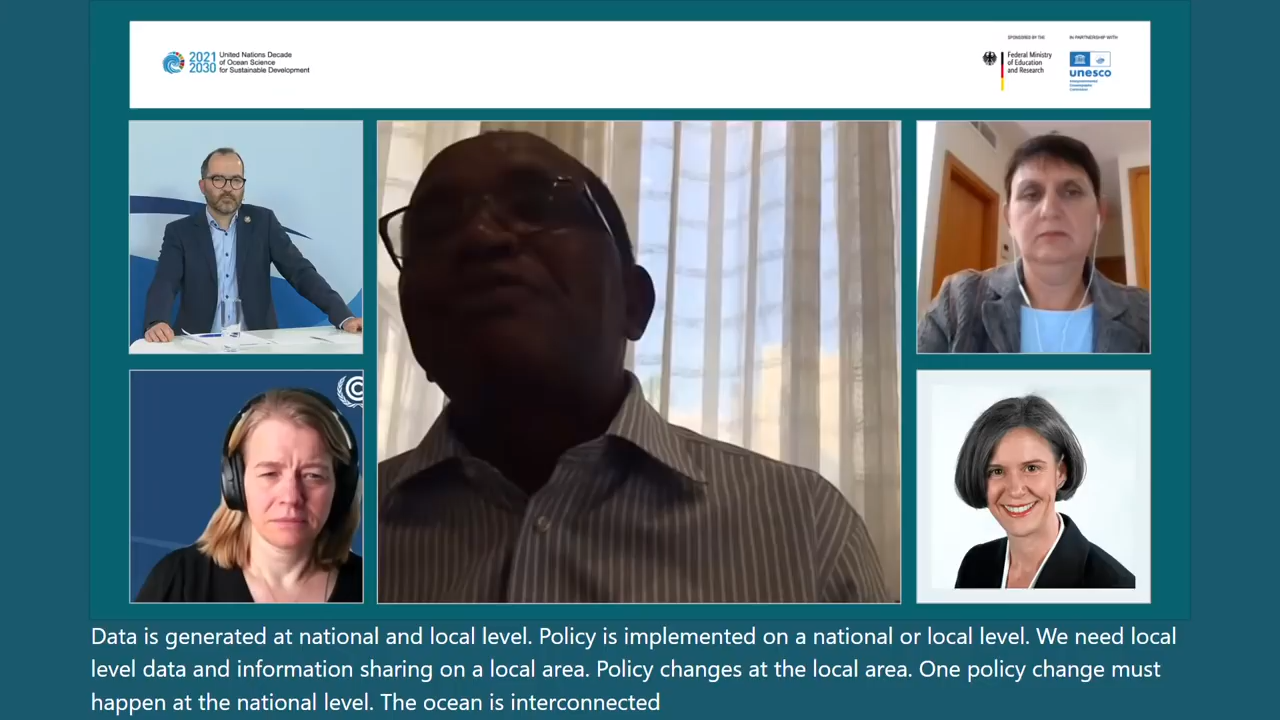 2021
2030
United Nations Decade
of Ocean Science
for Sustainable Development
SPONSORED BY THE
Federal Ministry
of Education
and Research
IN PARTNERSHIP WITH
unesco
Intergovernmental
Oceanographic
Commission
Data is generated at national and local level. Policy is implemented on a national or local level. We need local
level data and information sharing on a local area. Policy changes at the local area. One policy change must
happen at the national level. The ocean is interconnected